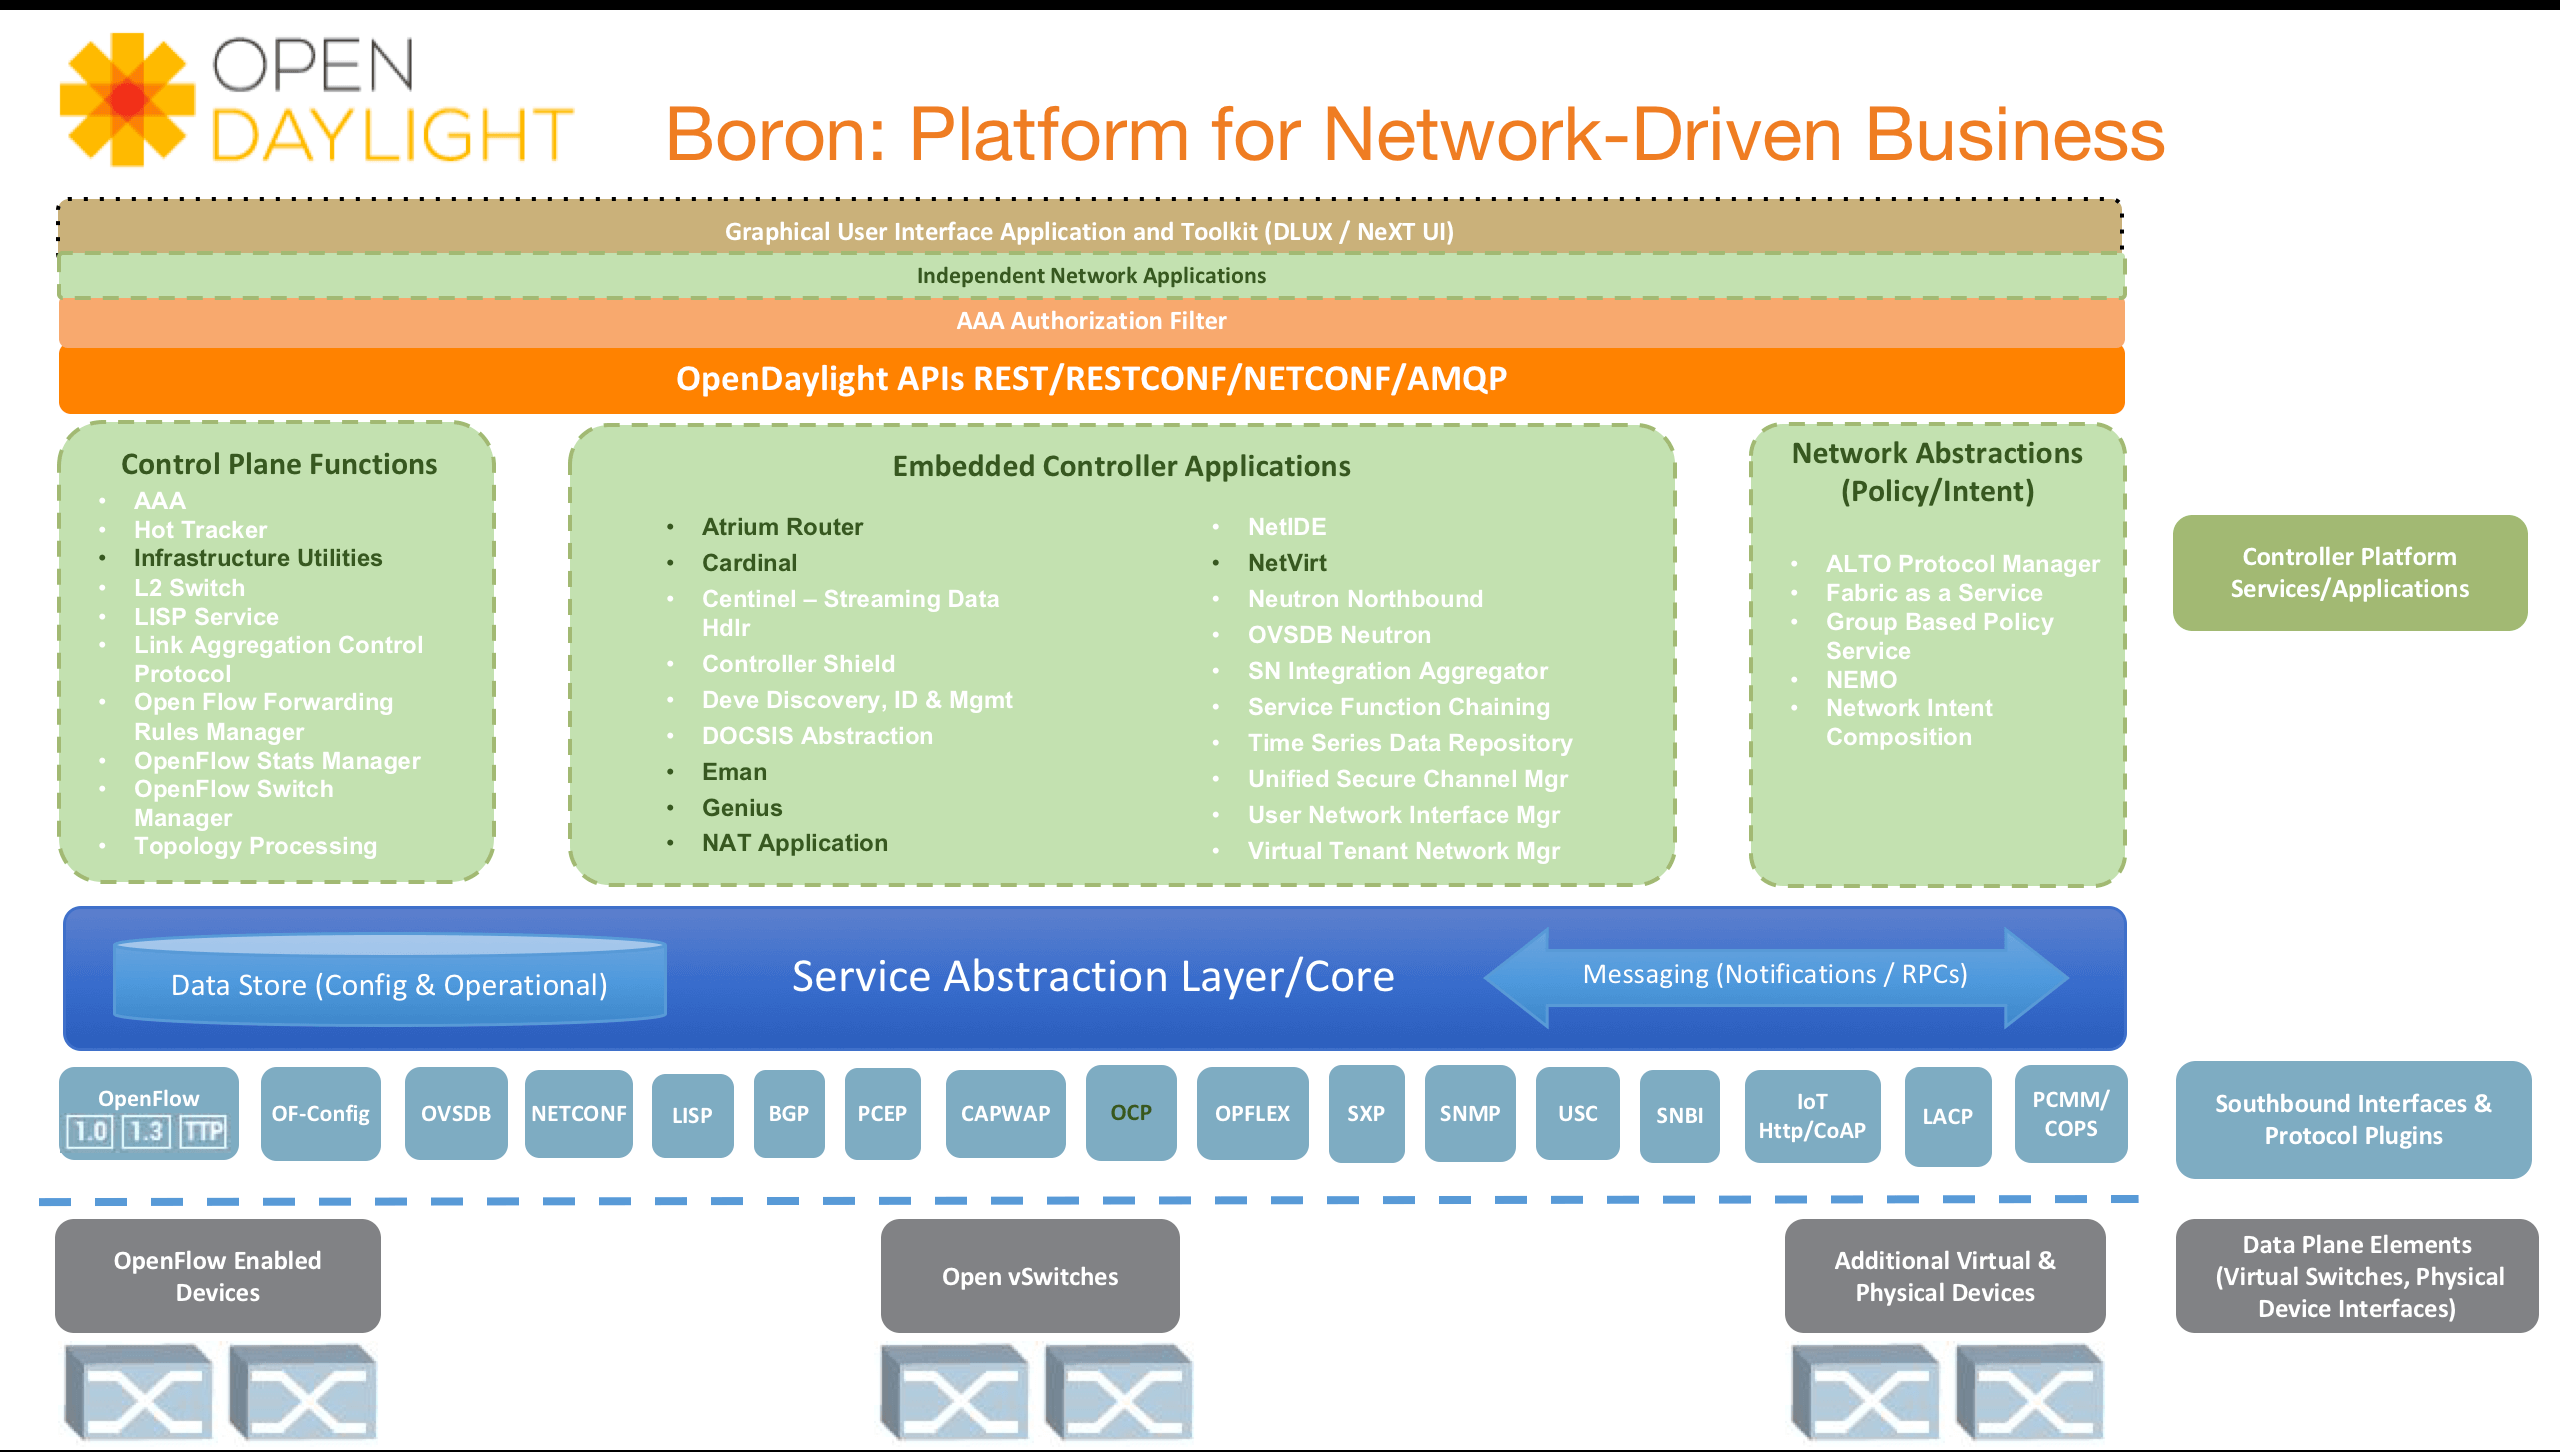 OPEN
DAYLIGHT
Boron: Platform for Network-Driven Business
Graphical User Interface Application and Toolkit (DLUX / NeXT UI)
Independent Network Applications
AAA Authorization Filter
OpenDaylight APIs REST/RESTCONF/NETCONF/AMQP
Control Plane Functions
• AAA
• Hot Tracker
• Infrastructure Utilities
• L2 Switch
• LISP Service
• Link Aggregation Control
Protocol
• Open Flow Forwarding
Rules Manager
• OpenFlow Stats Manager
• OpenFlow Switch
Manager
• Topology Processing
Embedded Controller Applications
• Atrium Router
• Cardinal
• Centinel – Streaming Data
Hdlr
• Controller Shield
• Deve Discovery, ID & Mgmt
• DOCSIS Abstraction
• Eman
• Genius
• NAT Application
• NetIDE
• NetVirt
• Neutron Northbound
• OVSDB Neutron
• SN Integration Aggregator
• Service Function Chaining
• Time Series Data Repository
• Unified Secure Channel Mgr
• User Network Interface Mgr
• Virtual Tenant Network Mgr
Network Abstractions
(Policy/Intent)
• ALTO Protocol Manager
• Fabric as a Service
• Group Based Policy
Service
• NEMO
• Network Intent
Composition
Controller Platform
Services/Applications
Data Store (Config & Operational)
Service Abstraction Layer/Core
Messaging (Notifications / RPCs)
OpenFlow
1.0 1.3 TTP
OF-Config
OVSDB
NETCONF
LISP
BGP
PCEP
CAPWAP
OCP
OPFLEX
SXP
SNMP
USC
SNBI
IoT
Http/CoAP
LACP
PCMM/
COPS
Southbound Interfaces &
Protocol Plugins
OpenFlow Enabled
Devices
Open vSwitches
Additional Virtual &
Physical Devices
Data Plane Elements
(Virtual Switches, Physical
Device Interfaces)